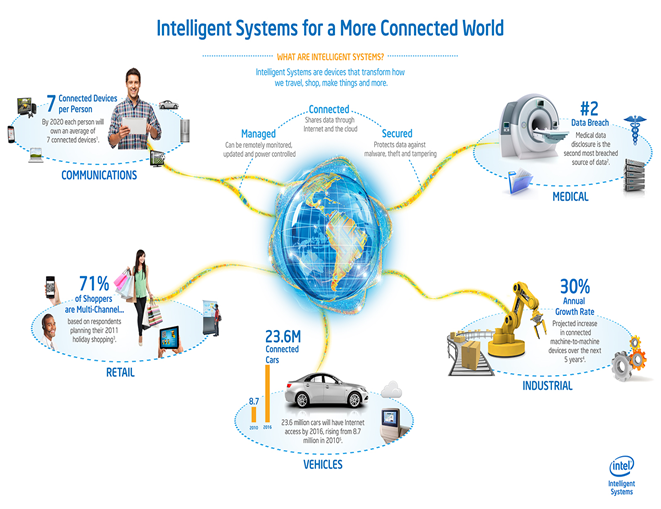 Intelligent Systems for a More Connected World
WHAT ARE INTELLIGENT SYSTEMS?
Intelligent Systems are devices that transform how
we travel, shop, make things and more.
Connected
Shares data through
Internet and the cloud
Managed
Can be remotely monitored,
updated and power controlled
Secured
Protects data against
malware, theft and tampering
7 Connected Devices
per Person
By 2020 each person will
own an average of
7 connected devices¹.
COMMUNICATIONS
#2
Data Breach
Medical data
disclosure is the
second most breached
source of data².
MEDICAL
71%
of Shoppers
are Multi-Channel...
based on respondents
planning their 2011
holiday shopping⁵.
RETAIL
23.6M
Connected
Cars
8.7
2010 2016
23.6 million cars will have Internet
access by 2016, rising from 8.7
million in 2010³.
VEHICLES
30%
Annual
Growth Rate
Projected increase
in connected
machine-to-machine
devices over the next
5 years⁴.
INDUSTRIAL
intel
Intelligent
Systems